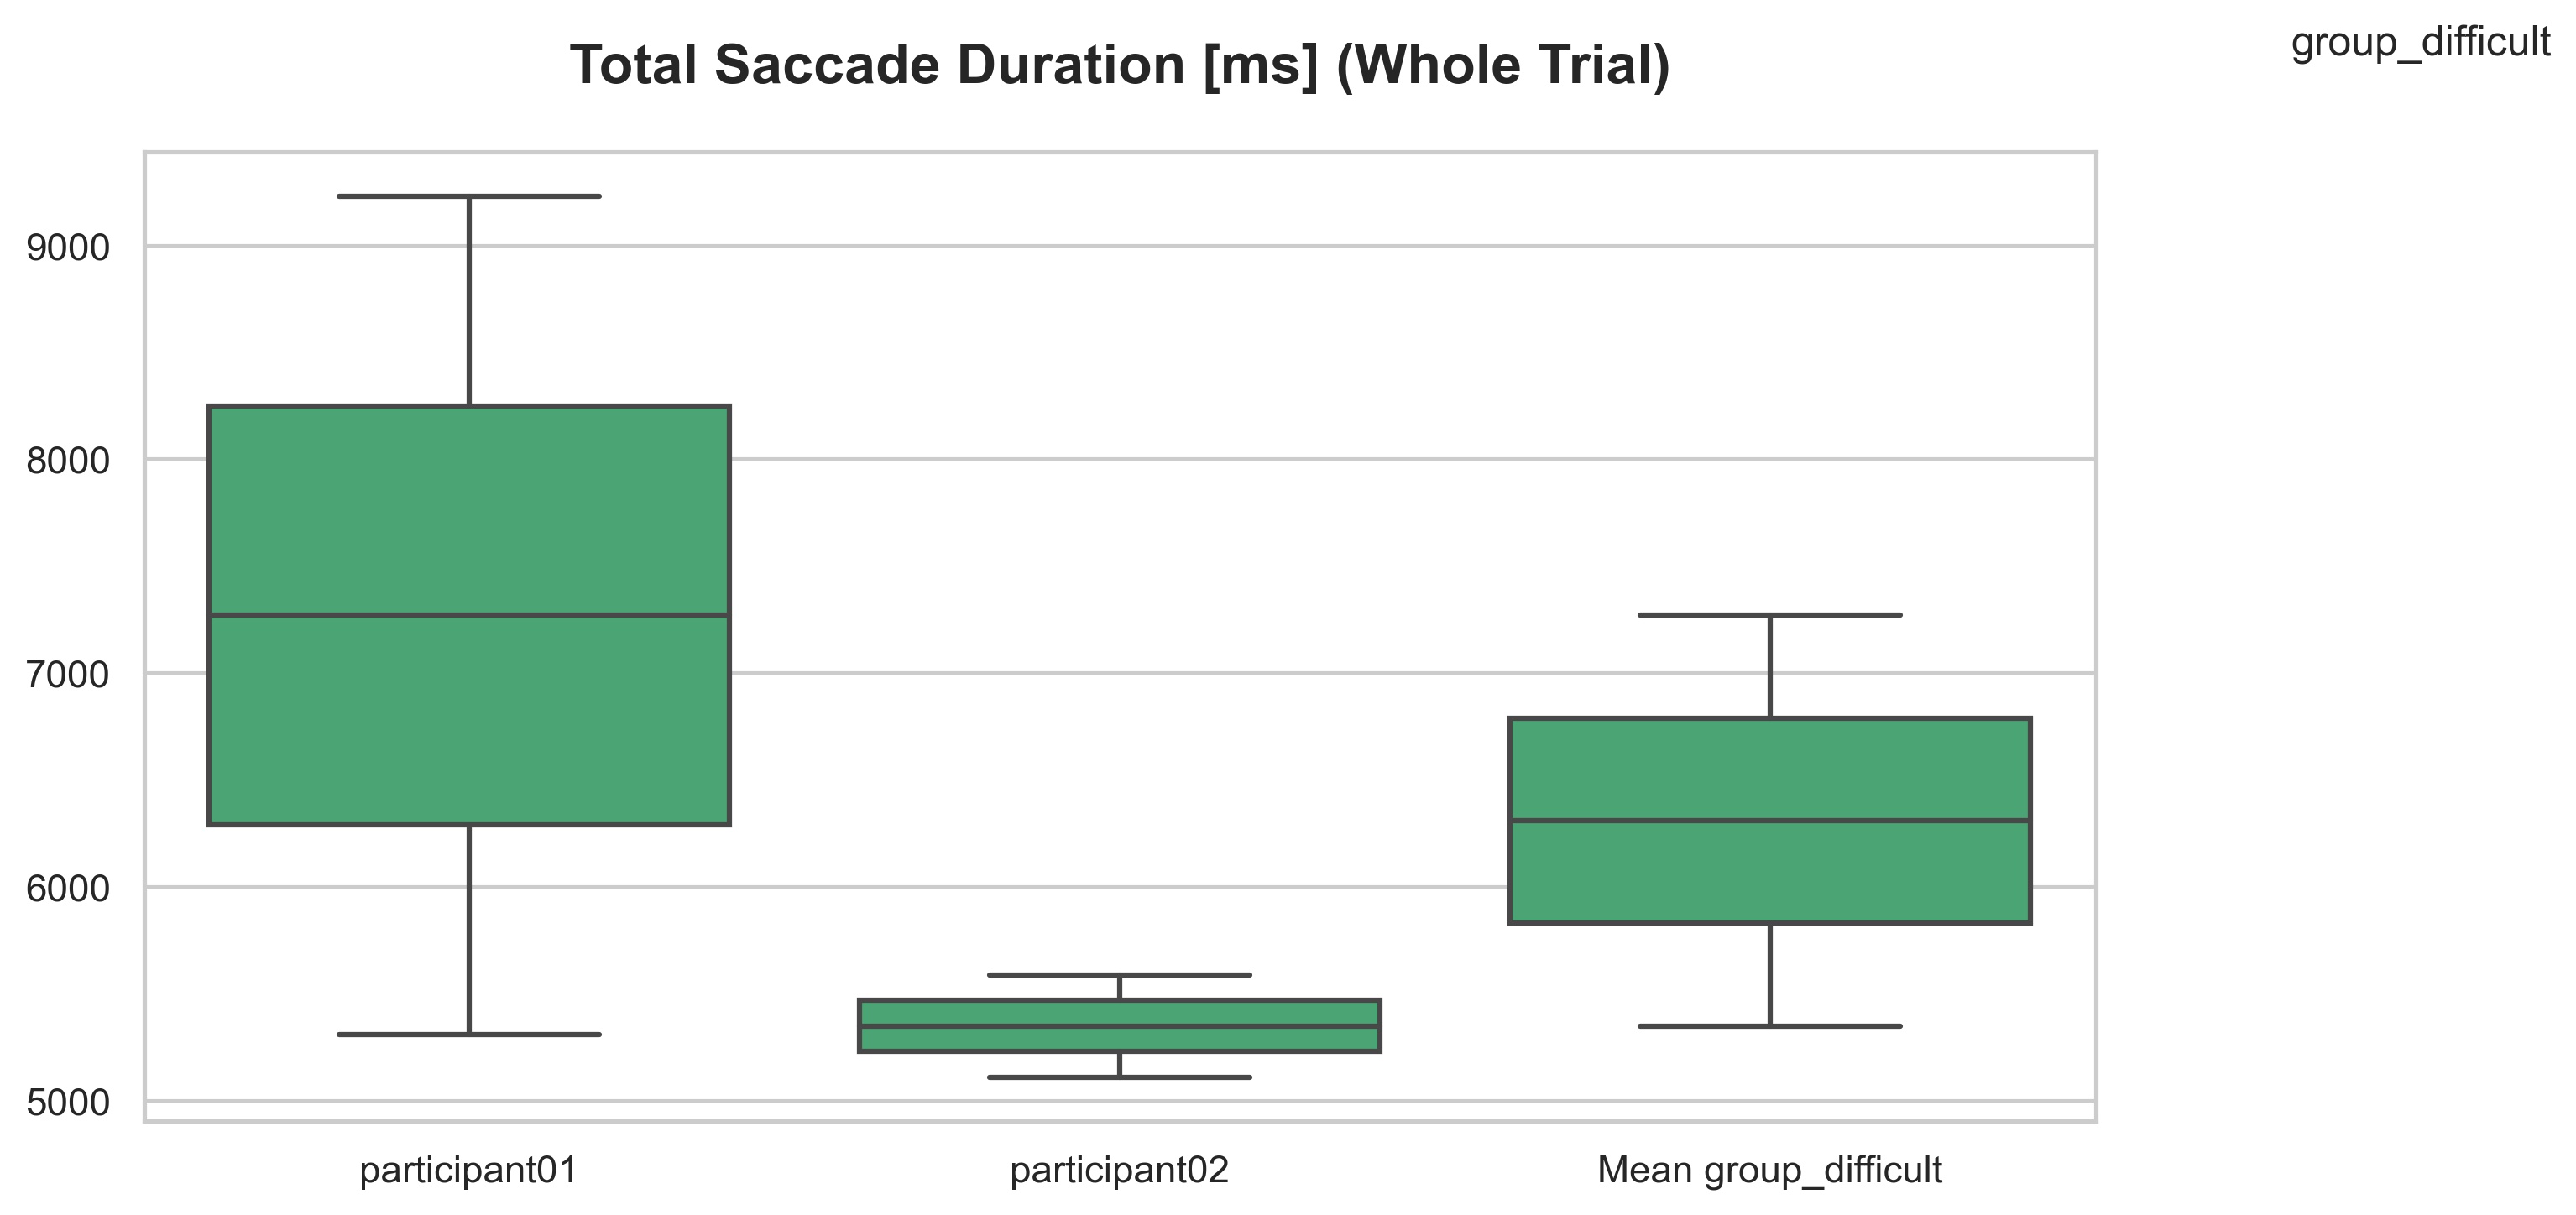 group_difficult
Total Saccade Duration [ms] (Whole Trial)
9000
8000
7000
6000
5000
participant01
participant02
Mean group_difficult